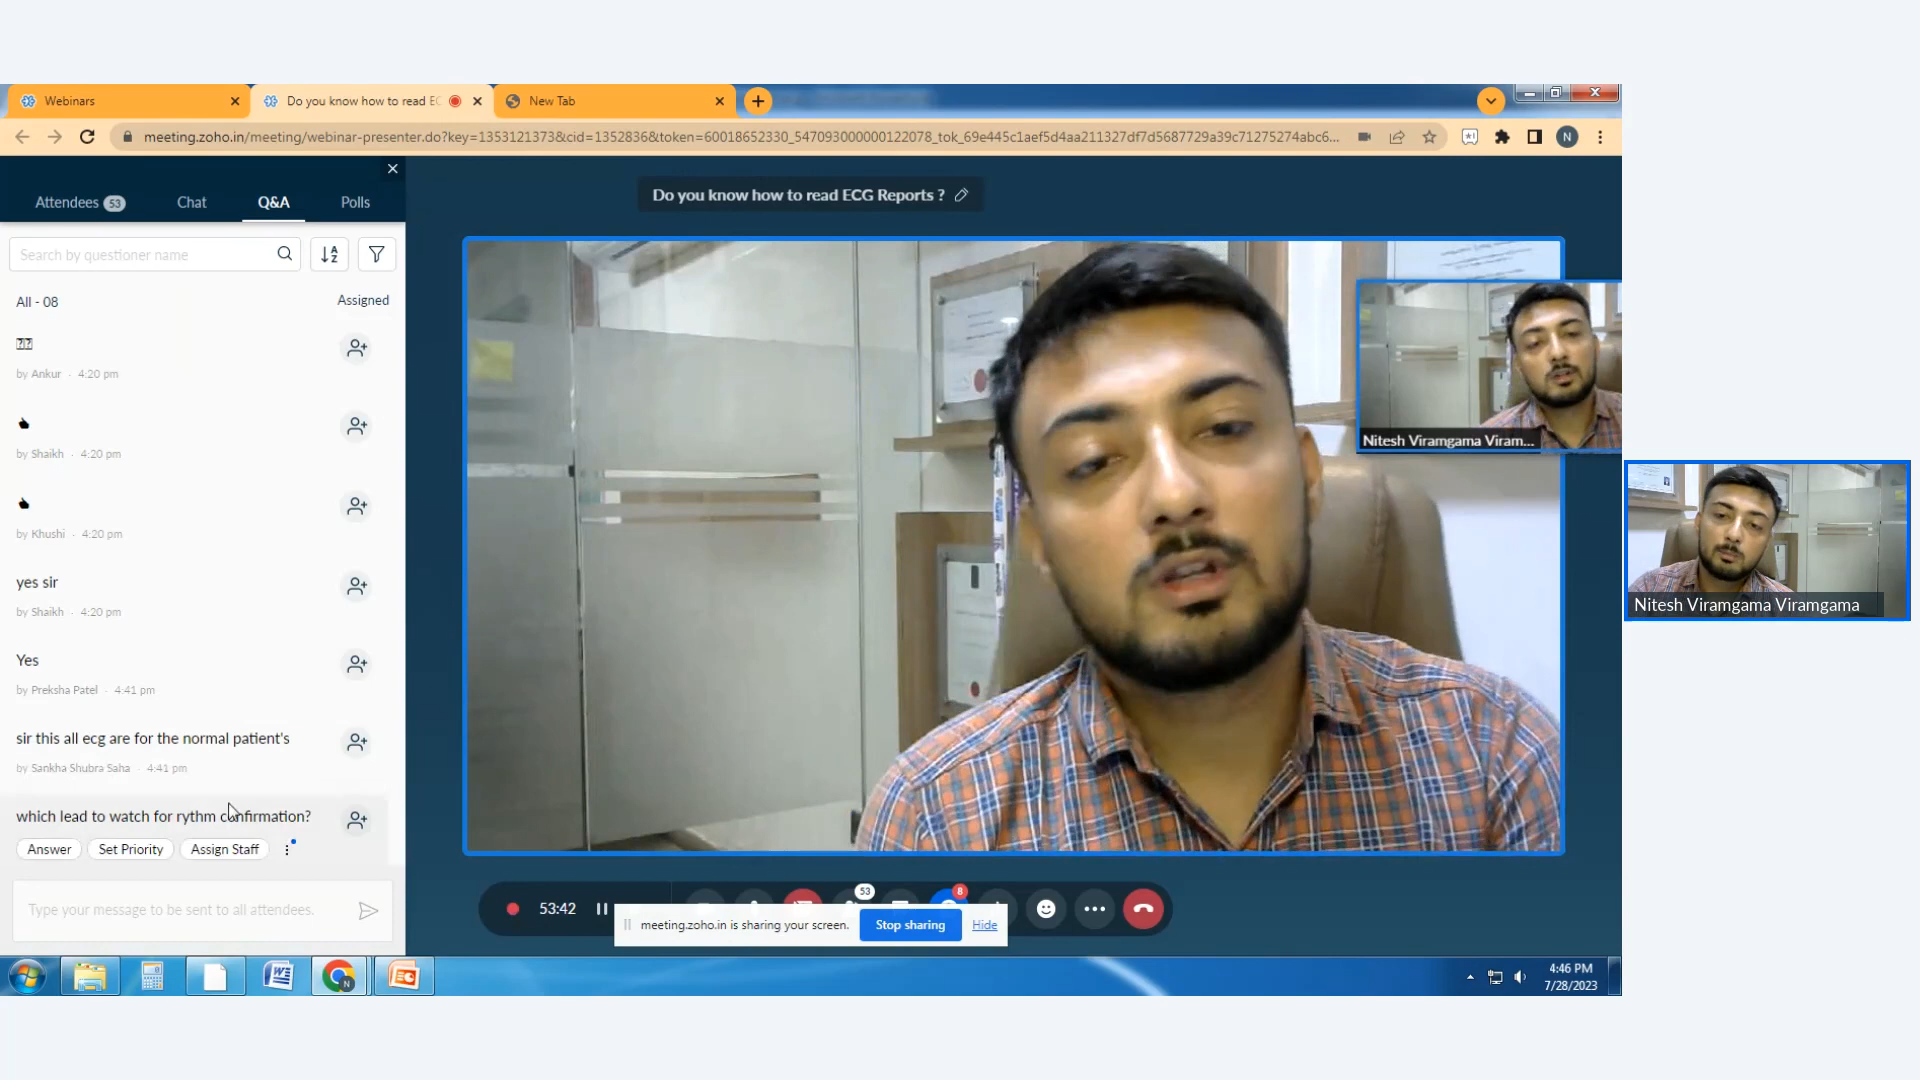 Webinars
Do you know how to read EC
New Tab
meeting.zoho.in/meeting/webinar-presenter.do?key=1353121373&cid=1352836&token=60018652330_547093000000122078_tok_69e445c1aef5d4aa211327df7d5687729a39c71275274abc6...
N
Attendees 53
Chat
Q&A
Polls
Do you know how to read ECG Reports ?
Search by questioner name
All - 08
Assigned
by Ankur · 4:20 pm
by Shaikh · 4:20 pm
by Khushi · 4:20 pm
yes sir
by Shaikh · 4:20 pm
Yes
by Preksha Patel · 4:41 pm
sir this all ecg are for the normal patient's
by Sankha Shubra Saha · 4:41 pm
which lead to watch for rythm confirmation?
Answer
Set Priority
Assign Staff
Type your message to be sent to all attendees.
Nitesh Viramgama Viram...
Nitesh Viramgama Viramgama
53:42
53
8
meeting.zoho.in is sharing your screen.
Stop sharing
Hide
4:46 PM
7/28/2023